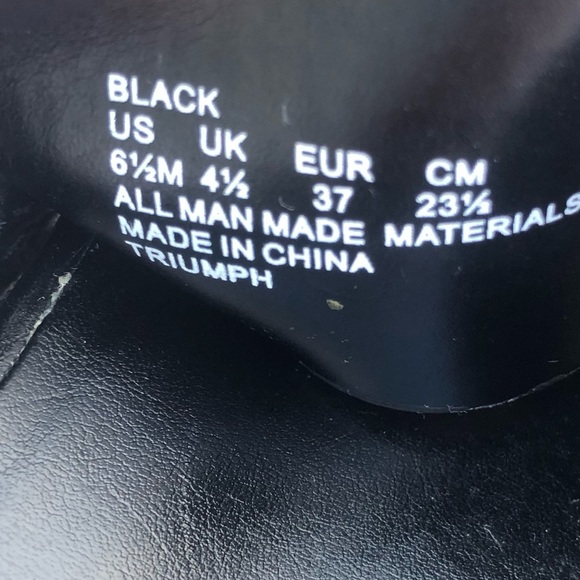 BLACK
US UK EUR CM
6½M 4½ 37 23½
ALL MAN MADE MATERIALS
MADE IN CHINA
TRIUMPH